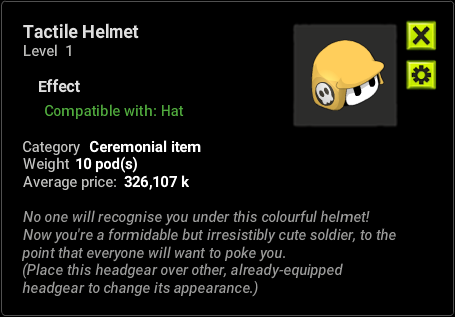 Tactile Helmet
Level 1
Effect
Compatible with: Hat
Category Ceremonial item
Weight 10 pod(s)
Average price: 326,107 k
No one will recognise you under this colourful helmet!
Now you're a formidable but irresistibly cute soldier, to the
point that everyone will want to poke you.
(Place this headgear over other, already-equipped
headgear to change its appearance.)